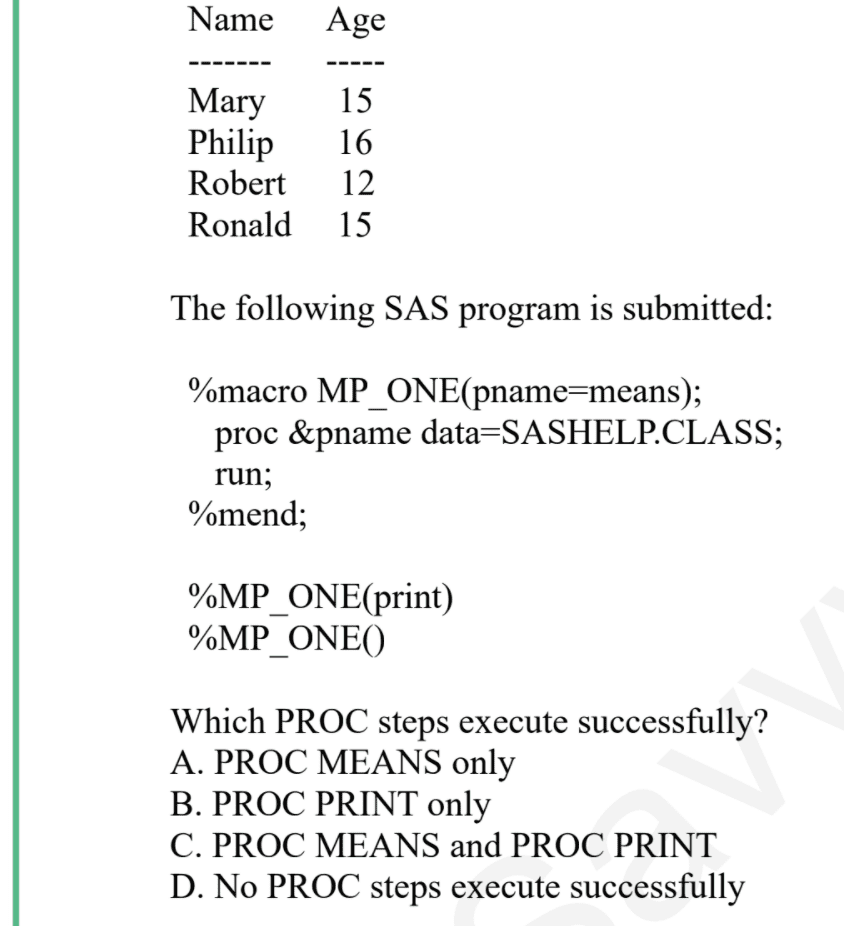 Name Age
------- -----
Mary 15
Philip 16
Robert 12
Ronald 15
The following SAS program is submitted:
%macro MP_ONE(pname=means);
proc &pname data=SASHELP.CLASS;
run;
%mend;
%MP_ONE(print)
%MP_ONE()
Which PROC steps execute successfully?
A. PROC MEANS only
B. PROC PRINT only
C. PROC MEANS and PROC PRINT
D. No PROC steps execute successfully